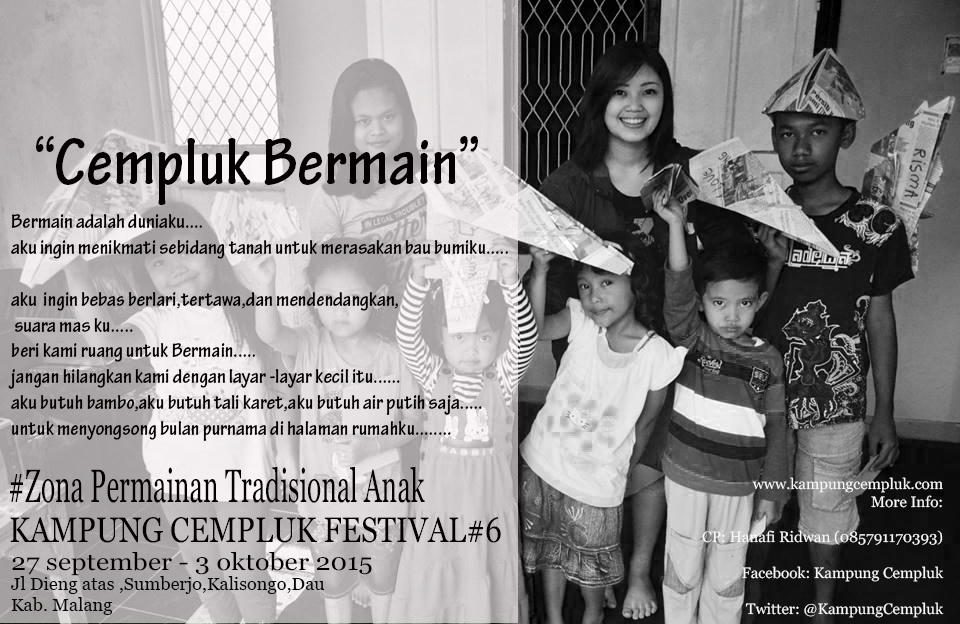 “Cempluk Bermain”
Bermain adalah duniaku....
aku ingin menikmati sebidang tanah untuk merasakan bau bumiku.....
aku ingin bebas berlari,tertawa,dan mendendangkan,
suara mas ku.....
beri kami ruang untuk Bermain.....
jangan hilangkan kami dengan layar -layar kecil itu......
aku butuh bambo,aku butuh tali karet,aku butuh air putih saja.....
untuk menyongsong bulan purnama di halaman rumahku........
#Zona Permainan Tradisional Anak
KAMPUNG CEMPLUK FESTIVAL#6
27 september - 3 oktober 2015
Jl Dieng atas ,Sumberjo,Kalisongo,Dau
Kab. Malang
RISMA
www.kampungcempluk.com
More Info:
CP: Hanafi Ridwan (085791170393)
Facebook: Kampung Cempluk
Twitter: @KampungCempluk